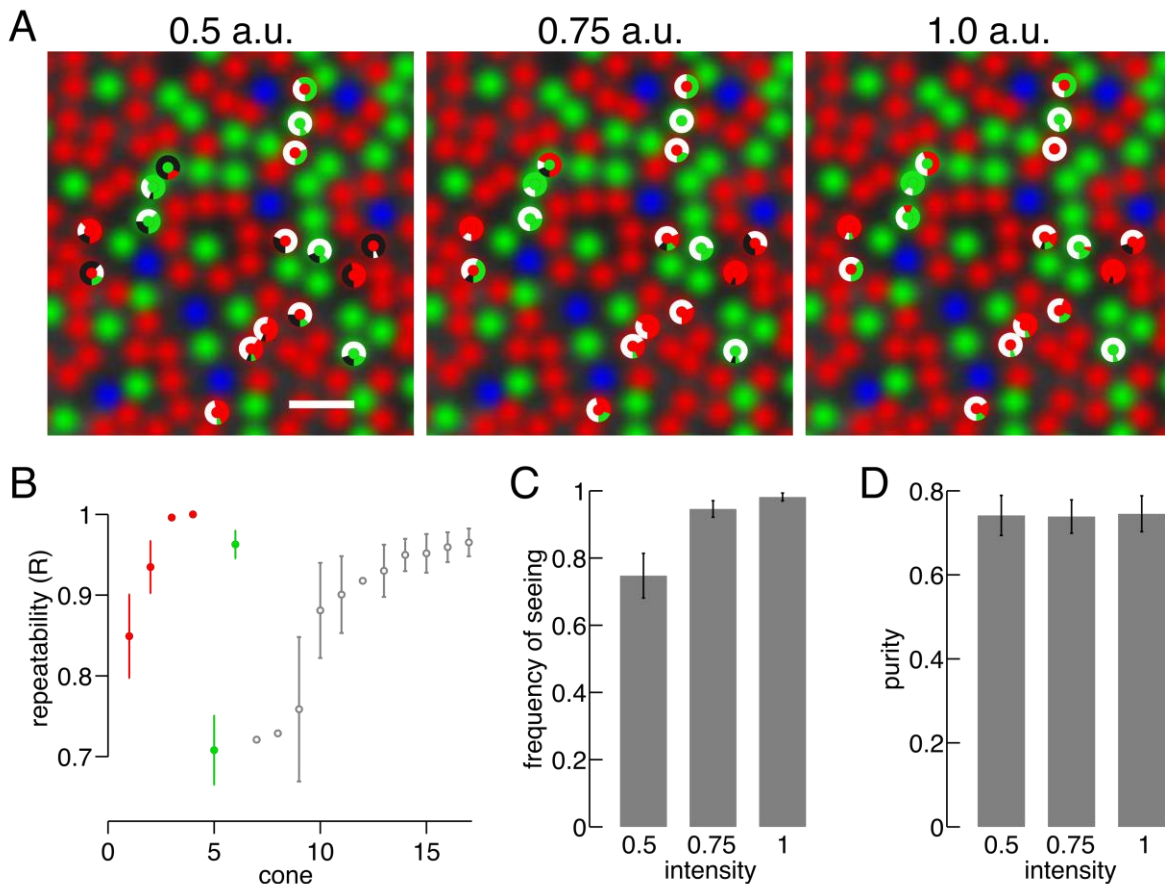 A
0.5 a.u. 0.75 a.u. 1.0 a.u.
B
repeatability (R)
1
0.9
0.8
0.7
0 5 10 15
cone
C
frequency of seeing
1
0.8
0.6
0.4
0.2
0
0.5 0.75 1
intensity
D
purity
0.8
0.6
0.4
0.2
0
0.5 0.75 1
intensity